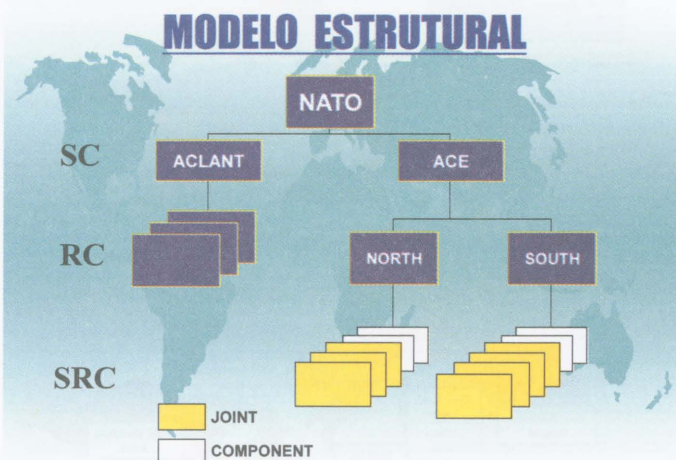 MODELO ESTRUTURAL
NATO
SC
ACLANT
ACE
RC
NORTH
SOUTH
SRC
JOINT
COMPONENT